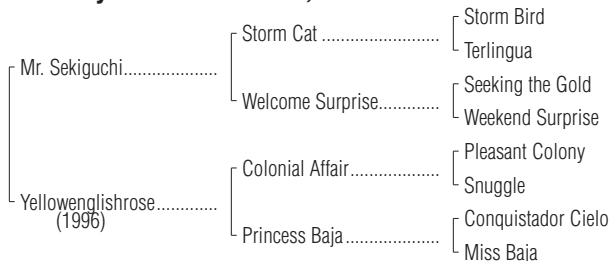 Storm Bird
Storm Cat ........................
Terlingua
Mr. Sekiguchi...................
Seeking the Gold
Welcome Surprise.............
Weekend Surprise
Pleasant Colony
Colonial Affair...................
Snuggle
Yellowenglishrose.............
(1996)
Conquistador Cielo
Princess Baja...................
Miss Baja